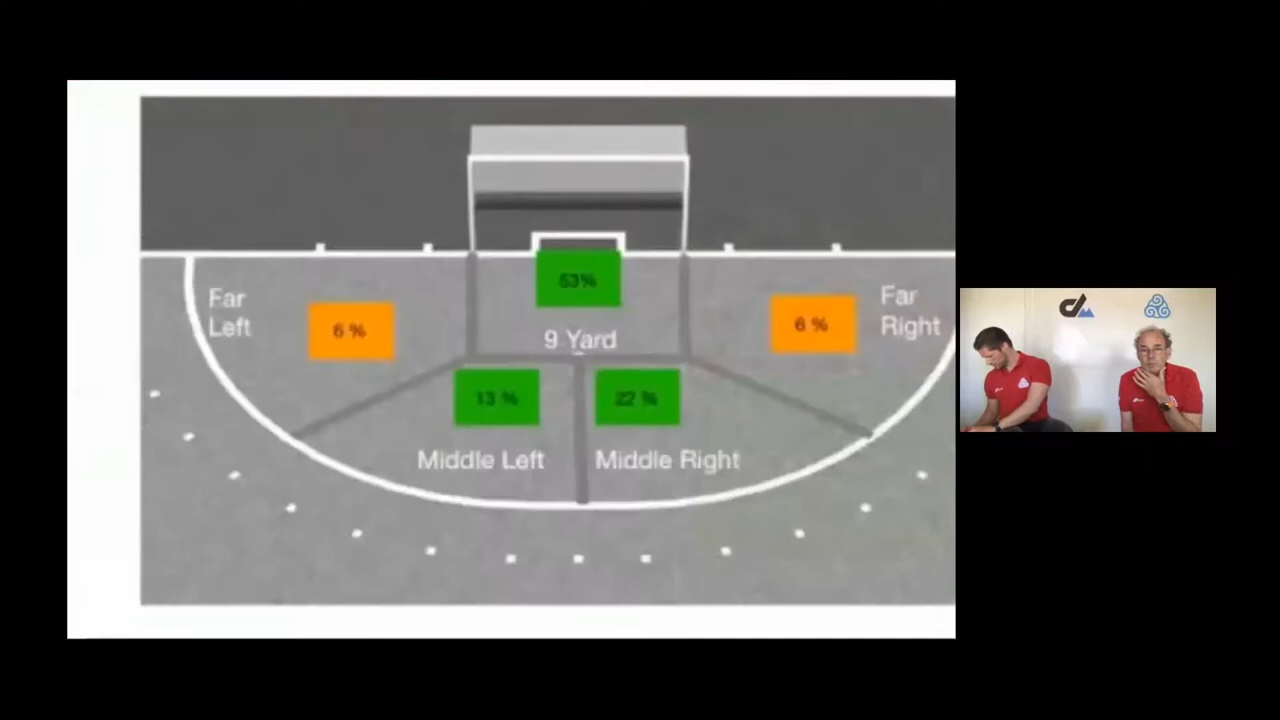 53%
Far
Left
6 %
6 %
Far
Right
9 Yard
13 %
22 %
Middle Left
Middle Right